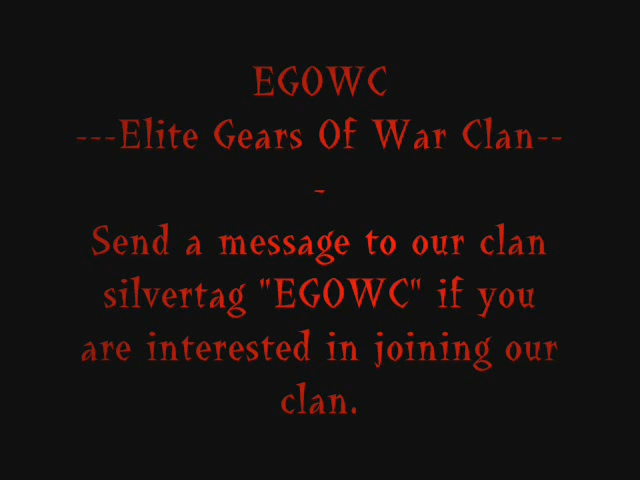 EGOWC
---Elite Gears Of War Clan--
-
Send a message to our clan
silvertag "EGOWC" if you
are interested in joining our
clan.